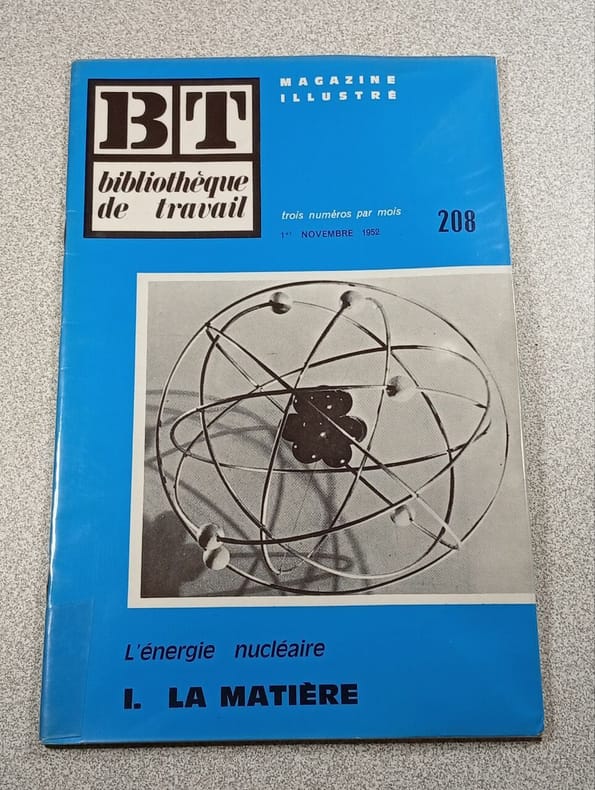 BT
bibliothèque
de travail
MAGAZINE
ILLUSTRÉ
trois numéros par mois
1er NOVEMBRE 1952
208
L'énergie nucléaire
I. LA MATIÈRE